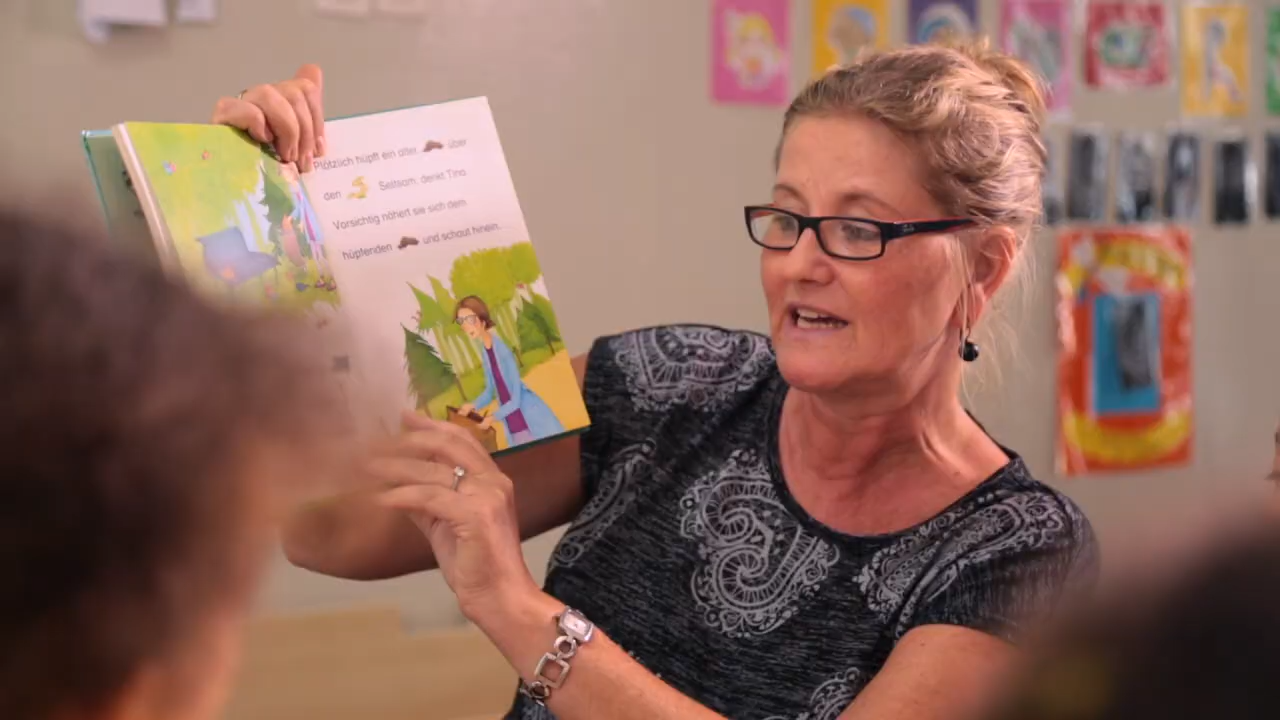 Plötzlich hüpft ein alter über
den Seltsam, denkt Tina
Vorsichtig nähert sie sich dem
hüpfenden und schaut hinein.